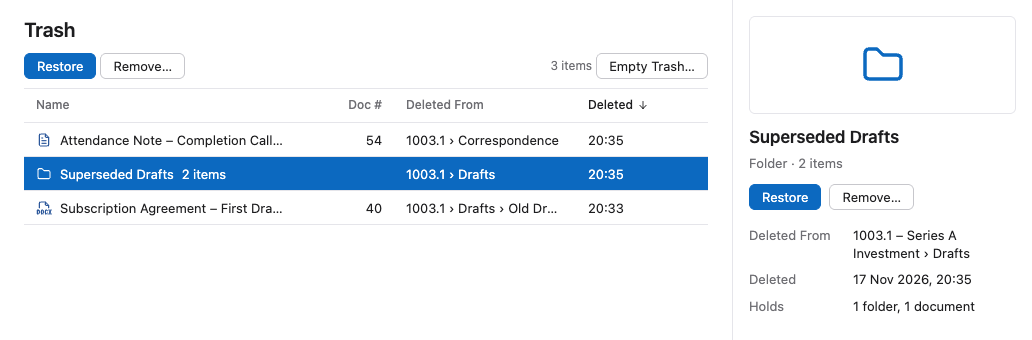 Trash
Restore Remove... 3 items Empty Trash...
Name Doc # Deleted From Deleted ↓
Attendance Note – Completion Call... 54 1003.1 › Correspondence 20:35
Superseded Drafts 2 items 1003.1 › Drafts 20:35
DOCX Subscription Agreement – First Dra... 40 1003.1 › Drafts › Old Dr... 20:33
Superseded Drafts
Folder · 2 items
Restore Remove...
Deleted From 1003.1 – Series A
Investment › Drafts
Deleted 17 Nov 2026, 20:35
Holds 1 folder, 1 document